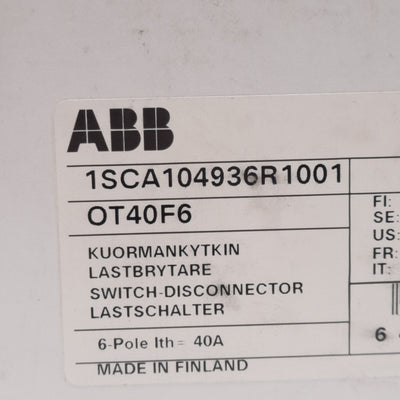 ABB
1SCA104936R1001
OT40F6
FI:
SE:
US:
FR:
IT:
KUORMANKYTKIN
LASTBRYTARE
SWITCH-DISCONNECTOR
LASTSCHALTER
6-Pole Ith= 40A
6
MADE IN FINLAND